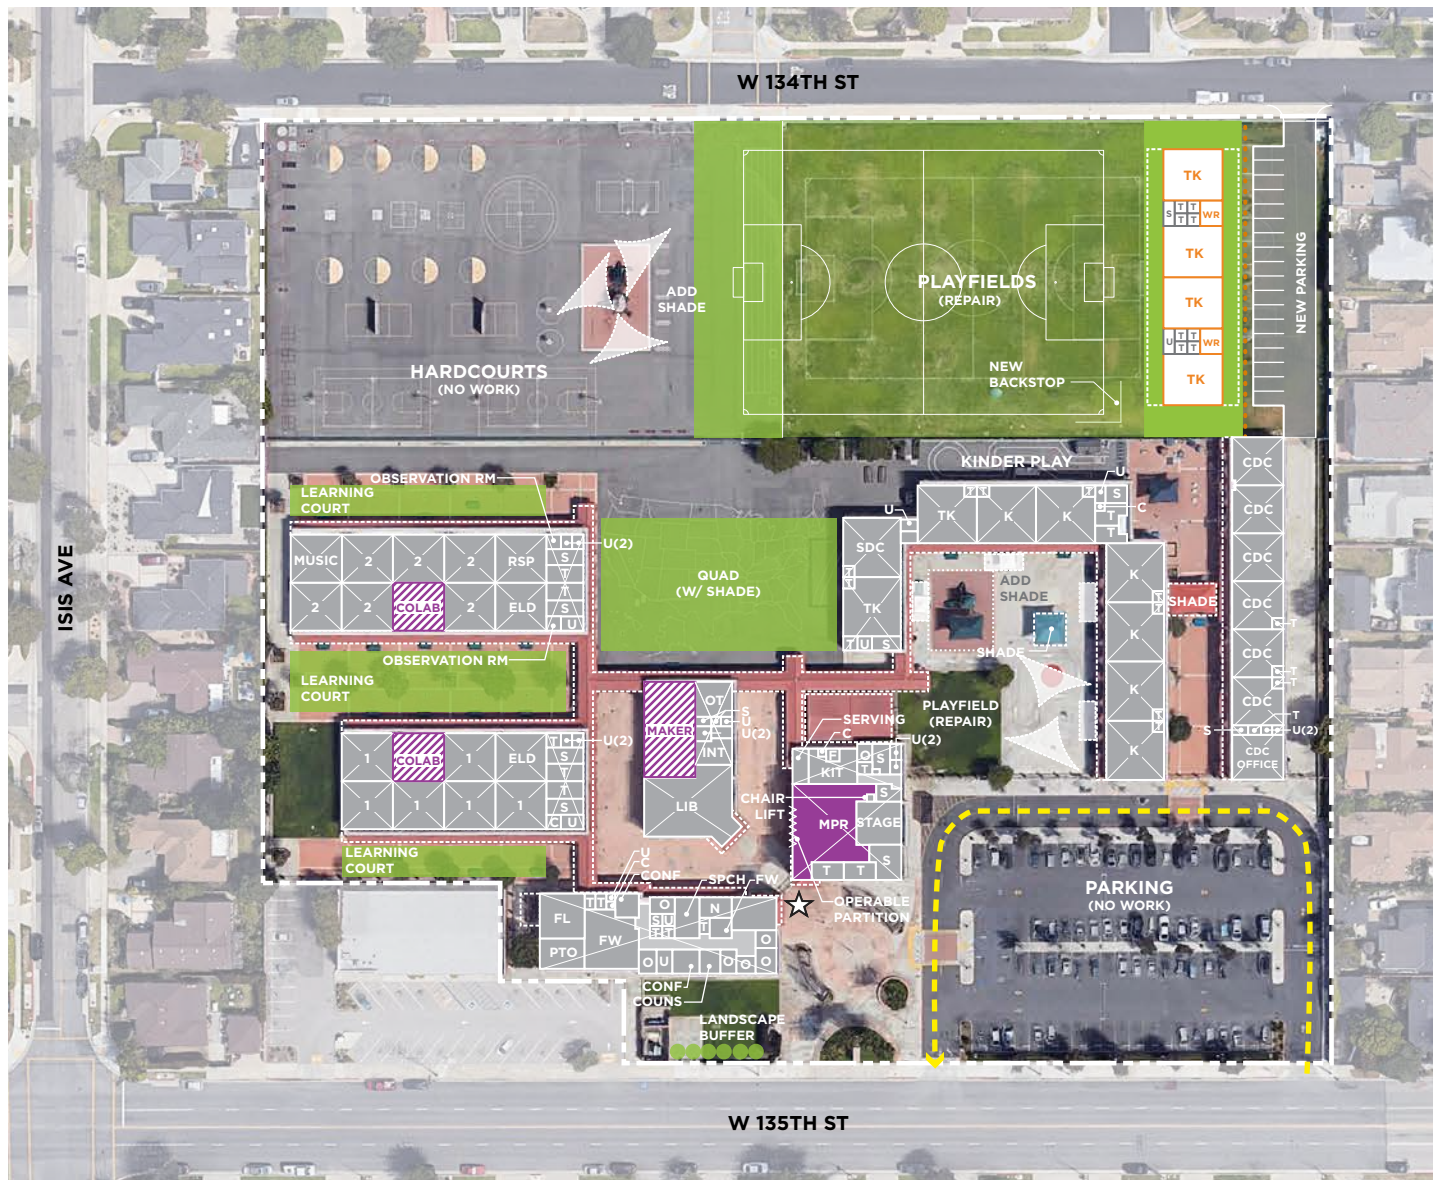 W 134TH ST
ISIS AVE
W 135TH ST
HARDCOURTS
(NO WORK)
ADD
SHADE
PLAYFIELDS
(REPAIR)
NEW
BACKSTOP
TK
S
T
T
T
T
WR
TK
TK
U
T
T
T
T
WR
TK
NEW PARKING
LEARNING
COURT
OBSERVATION RM
U(2)
MUSIC
2
2
2
RSP
S
T
2
2
COLAB
2
ELD
T
S
U
OBSERVATION RM
LEARNING
COURT
1
COLAB
1
ELD
T
U(2)
S
T
1
1
1
1
T
S
C
U
LEARNING
COURT
QUAD
(W/ SHADE)
KINDER PLAY
U
TK
T
T
K
K
T
U
S
C
T
T
SDC
T
T
TK
T
U
S
ADD
SHADE
SHADE
SHADE
K
T
T
K
K
T
T
K
PLAYFIELD
(REPAIR)
CDC
CDC
CDC
CDC
T
CDC
T
T
CDC
T
S
U(2)
CDC
OFFICE
MAKER
OT
S
U
U(2)
INT
LIB
SERVING
C
U(2)
F
KIT
O
S
T
CHAIR
LIFT
S
MPR
STAGE
S
T
T
OPERABLE
PARTITION
U
C
CONF
SPCH
FW
FL
T
T
PTO
FW
O
S
U
T
T
N
T
O
O
O
U
O
O
CONF
COUNS
LANDSCAPE
BUFFER
PARKING
(NO WORK)